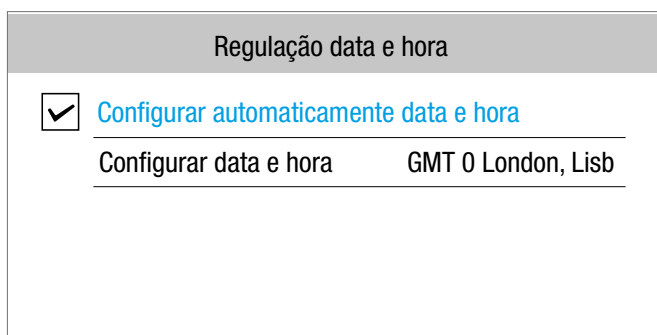 Regulação data e hora
Configurar automaticamente data e hora
Configurar data e hora GMT 0 London, Lisb